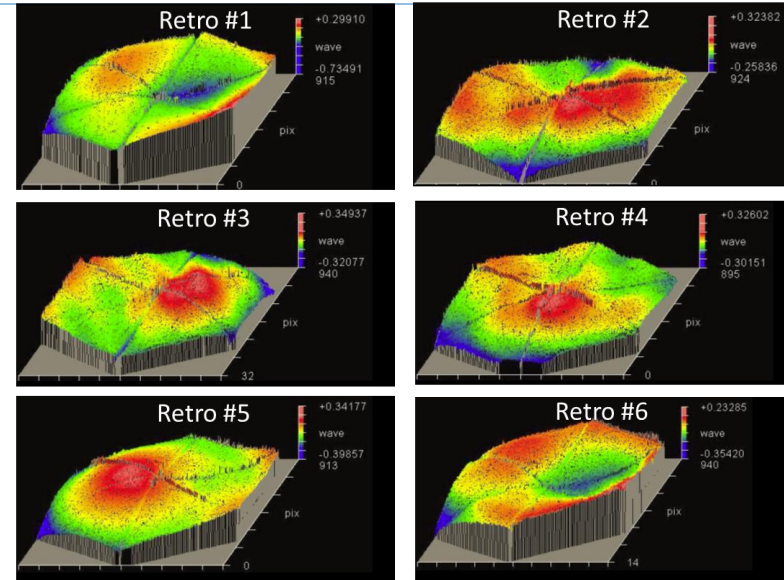 Retro #1
+0.29910
wave
-0.73491
915
pix
0
Retro #2
+0.32382
wave
-0.25836
924
pix
0
Retro #3
+0.34937
wave
-0.32077
940
pix
32
Retro #4
+0.32602
wave
-0.30151
895
pix
0
Retro #5
+0.34177
wave
-0.39857
913
pix
0
Retro #6
+0.23285
wave
-0.35420
940
pix
14